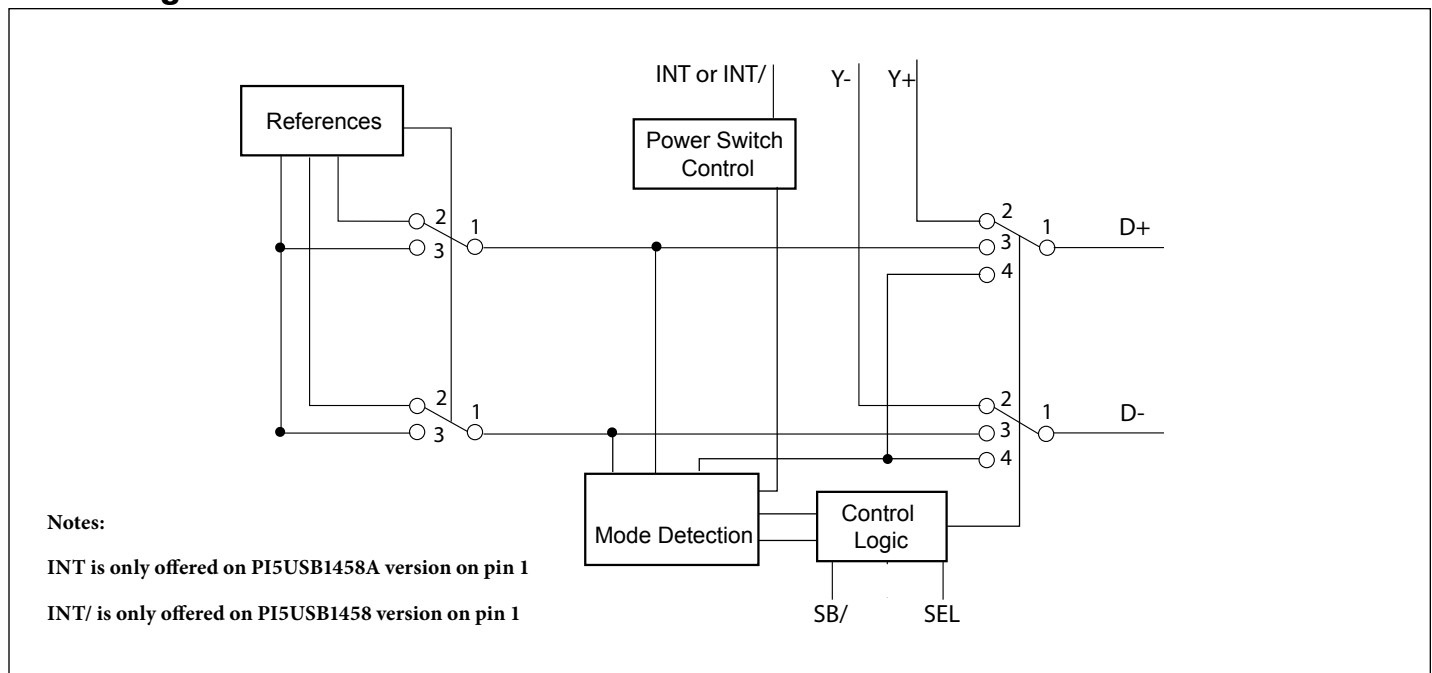 INT or INT/
Y-
Y+
References
Power Switch
Control
2
1
3
2
1
3
4
D+
2
1
3
2
1
3
4
D-
Mode Detection
Control
Logic
SB/
SEL
Notes:
INT is only offered on PI5USB1458A version on pin 1
INT/ is only offered on PI5USB1458 version on pin 1